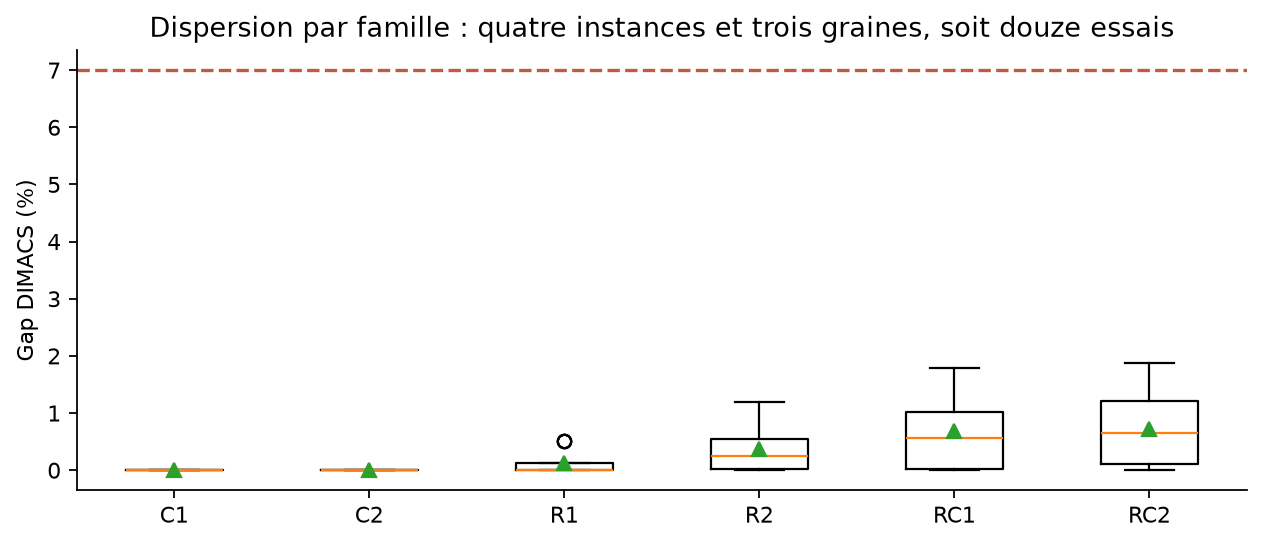 Dispersion par famille : quatre instances et trois graines, soit douze essais
Gap DIMACS (%)
7
6
5
4
3
2
1
0
C1 C2 R1 R2 RC1 RC2